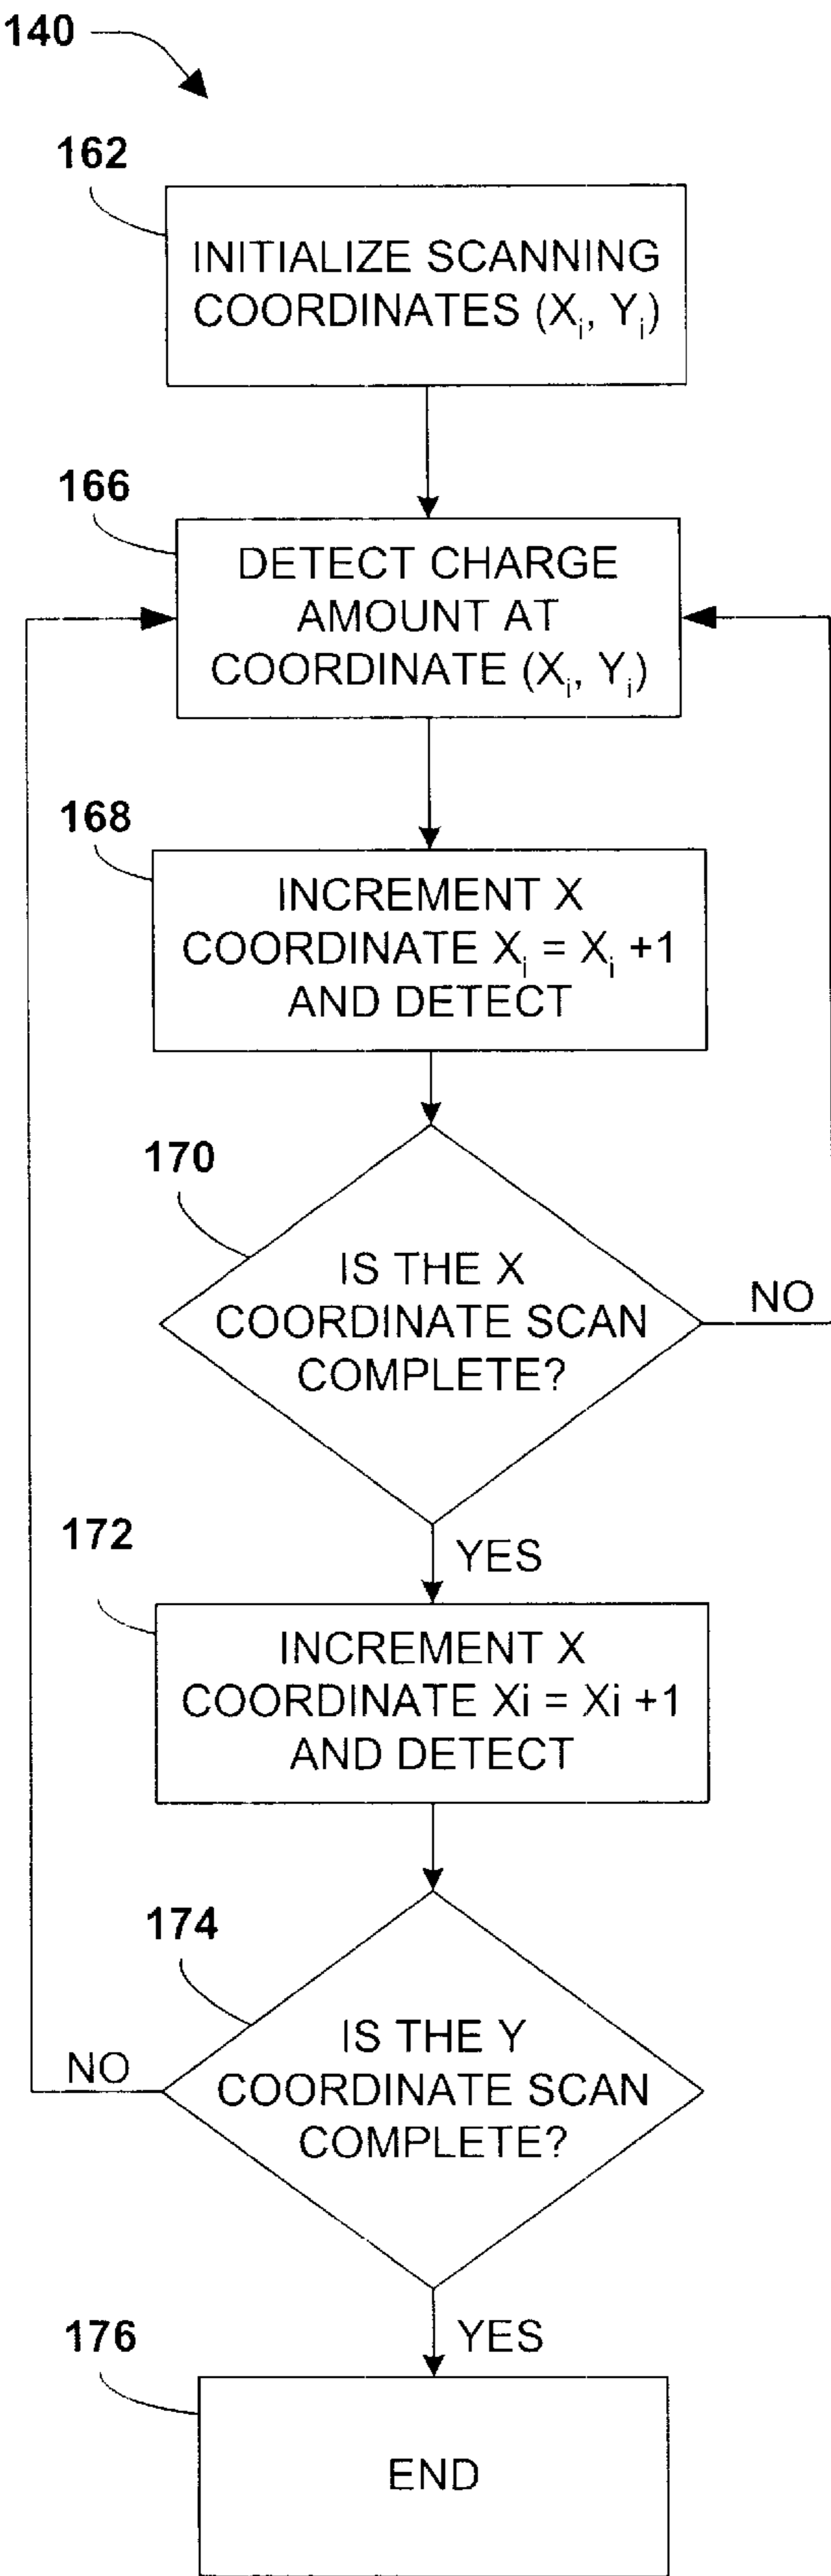 140
162
INITIALIZE SCANNING
COORDINATES (Xi, Yi)
166
DETECT CHARGE
AMOUNT AT
COORDINATE (Xi, Yi)
168
INCREMENT X
COORDINATE Xi = Xi +1
AND DETECT
170
IS THE X
COORDINATE SCAN
COMPLETE?
NO
YES
172
INCREMENT X
COORDINATE Xi = Xi +1
AND DETECT
174
IS THE Y
COORDINATE SCAN
COMPLETE?
NO
YES
176
END